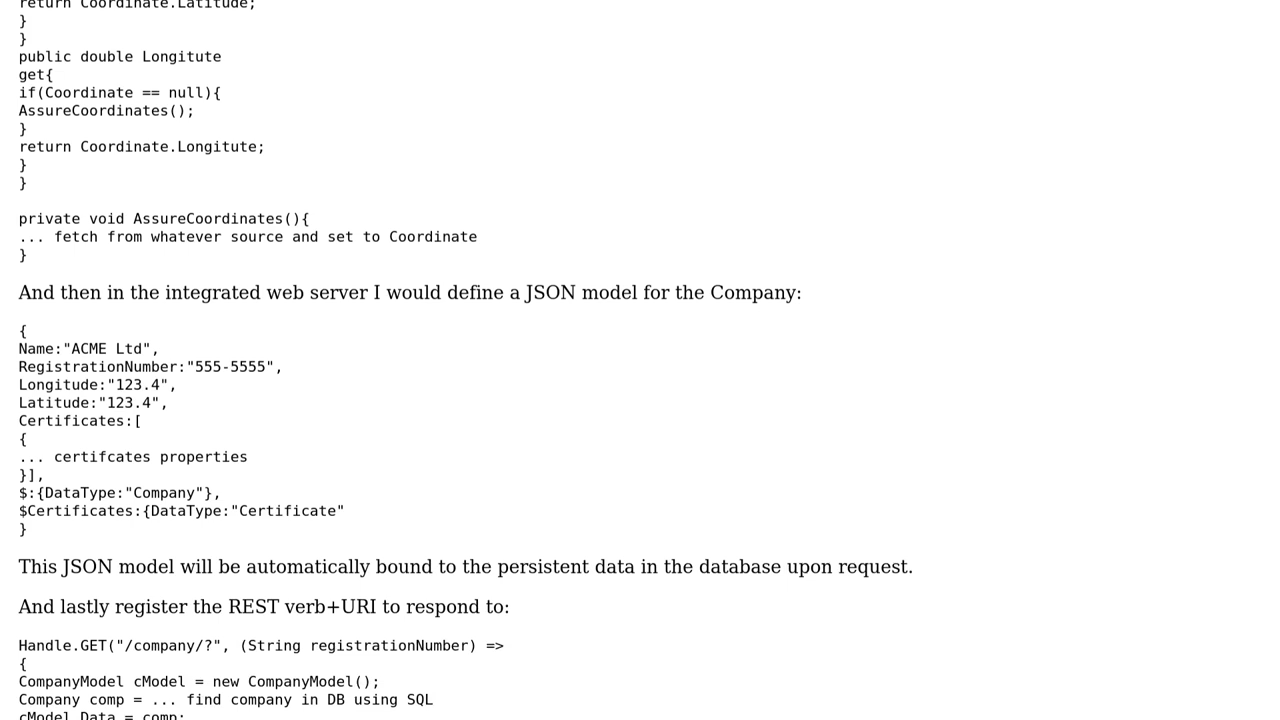 return Coordinate.Latitude;
}
}
public double Longitute
get{
if(Coordinate == null){
AssureCoordinates();
}
return Coordinate.Longitute;
}
}
private void AssureCoordinates(){
... fetch from whatever source and set to Coordinate
}
And then in the integrated web server I would define a JSON model for the Company:
{
Name:"ACME Ltd",
RegistrationNumber:"555-5555",
Longitude:"123.4",
Latitude:"123.4",
Certificates:[
{
... certifcates properties
}],
$:{DataType:"Company"},
$Certificates:{DataType:"Certificate"
}
This JSON model will be automatically bound to the persistent data in the database upon request.
And lastly register the REST verb+URI to respond to:
Handle.GET("/company/?", (String registrationNumber) =>
{
CompanyModel cModel = new CompanyModel();
Company comp = ... find company in DB using SQL
cModel.Data = comp;